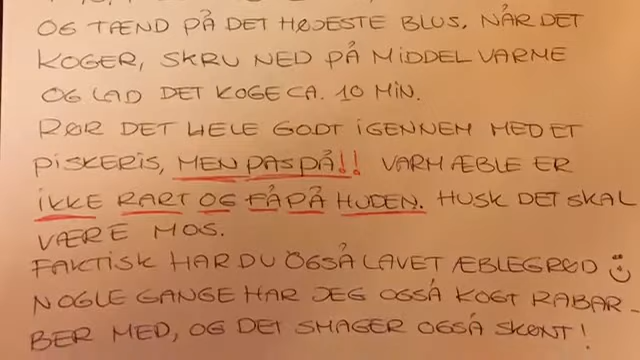 OG TÆND PÅ DET HØJESTE BLUS. NÅR DET
KOGER, SKRU NED PÅ MIDDEL VARME
OG LAD DET KOGE CA. 10 MIN.
RØR DET HELE GODT IGENNEM MED ET
PISKERIS, MEN PAS PÅ!! VARM ÆBLE ER
IKKE RART OG FÅ PÅ HUDEN. HUSK DET SKAL
VÆRE MOS.
FAKTISK HAR DU OGSÅ LAVET ÆBLEGRØD ☺
NOGLE GANGE HAR JEG OGSÅ KOGT RABAR-
BER MED, OG DET SMAGER OGSÅ SKØNT!